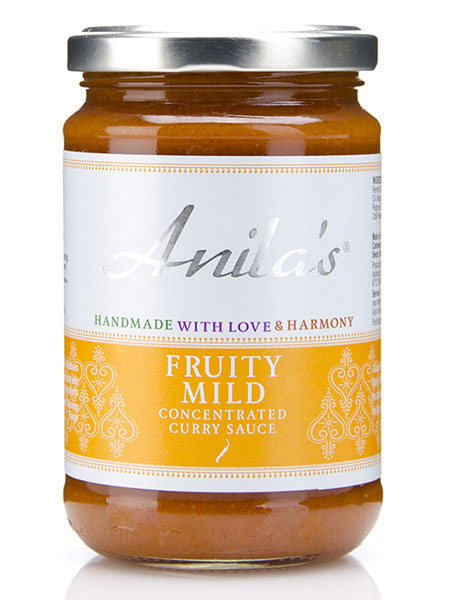 Anila's®
HANDMADE WITH LOVE & HARMONY
FRUITY
MILD
CONCENTRATED
CURRY SAUCE